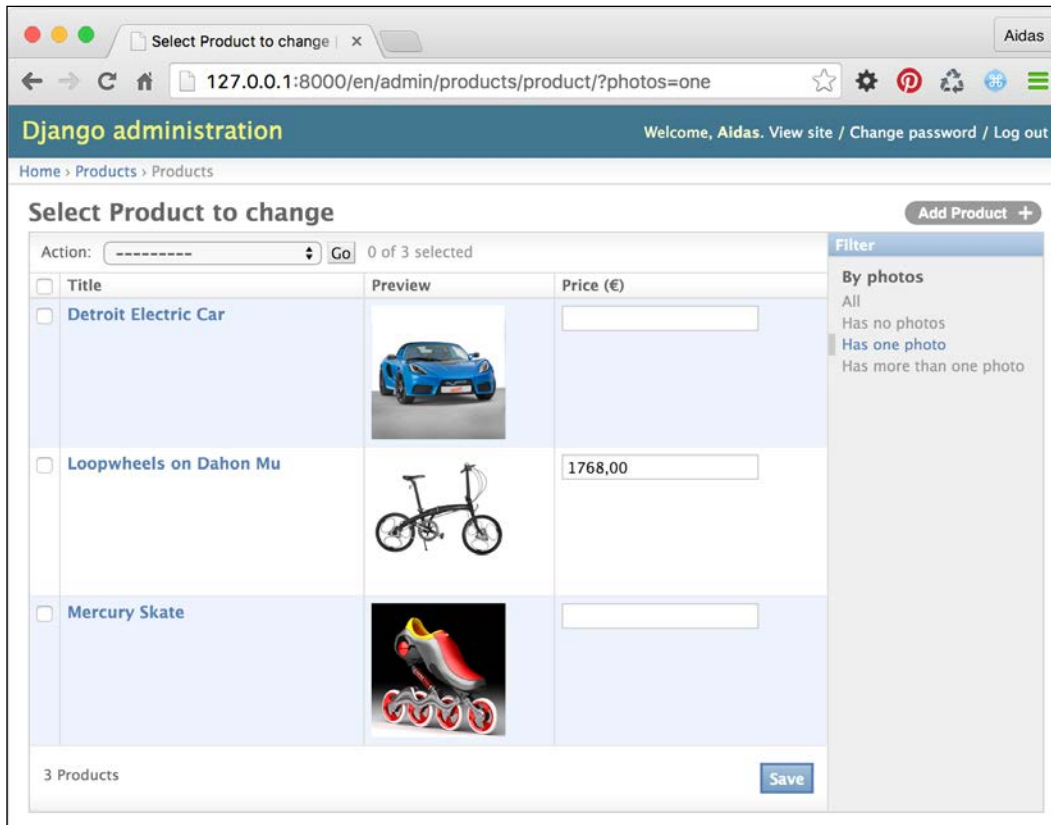 Select Product to change |
Aidas
127.0.0.1:8000/en/admin/products/product/?photos=one
Django administration
Welcome, Aidas. View site / Change password / Log out
Home › Products › Products
Select Product to change
Add Product +
Action: --------- Go 0 of 3 selected
Title Preview Price (€)
Detroit Electric Car
Loopwheels on Dahon Mu 1768,00
Mercury Skate
3 Products
Save
Filter
By photos
All
Has no photos
Has one photo
Has more than one photo